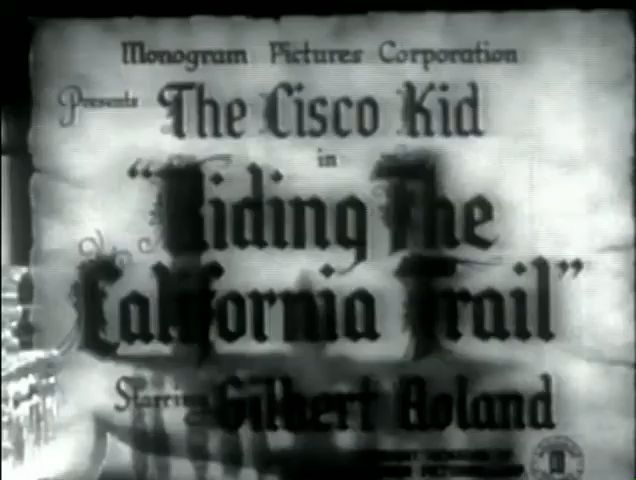 Monogram Pictures Corporation
Presents The Cisco Kid
in
"Riding The
California Trail"
Starring Gilbert Roland